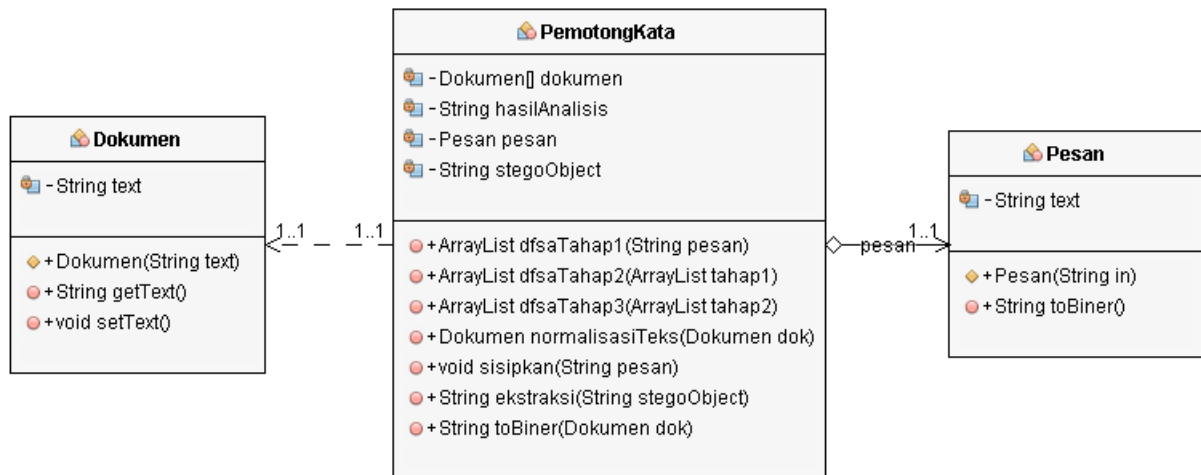 Dokumen
-String text
+Dokumen(String text)
+String getText()
+void setText()
1..1
1..1
PemotongKata
-Dokumen[] dokumen
-String hasilAnalisis
-Pesan pesan
-String stegoObject
+ArrayList dfsaTahap1(String pesan)
+ArrayList dfsaTahap2(ArrayList tahap1)
+ArrayList dfsaTahap3(ArrayList tahap2)
+Dokumen normalisasiTeks(Dokumen dok)
+void sisipkan(String pesan)
+String ekstraksi(String stegoObject)
+String toBiner(Dokumen dok)
pesan
1..1
Pesan
-String text
+Pesan(String in)
+String toBiner()